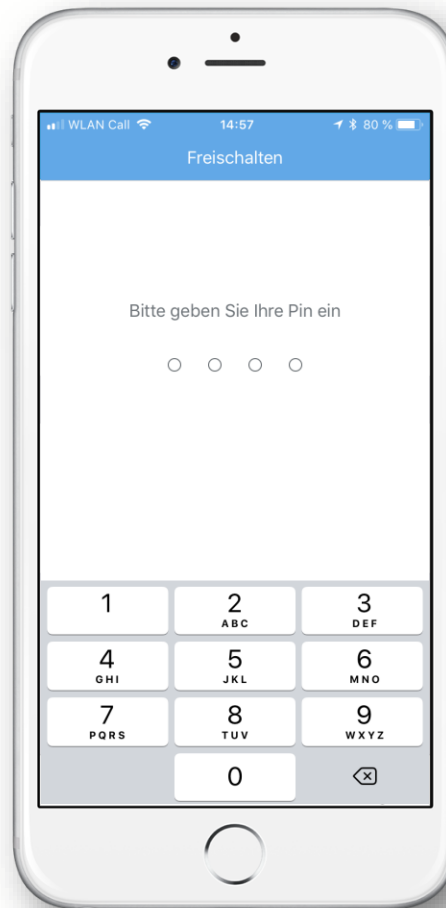 WLAN Call 14:57 80 %
Freischalten
Bitte geben Sie Ihre Pin ein
1 2 3
ABC DEF
4 5 6
GHI JKL MNO
7 8 9
PQRS TUV WXYZ
0